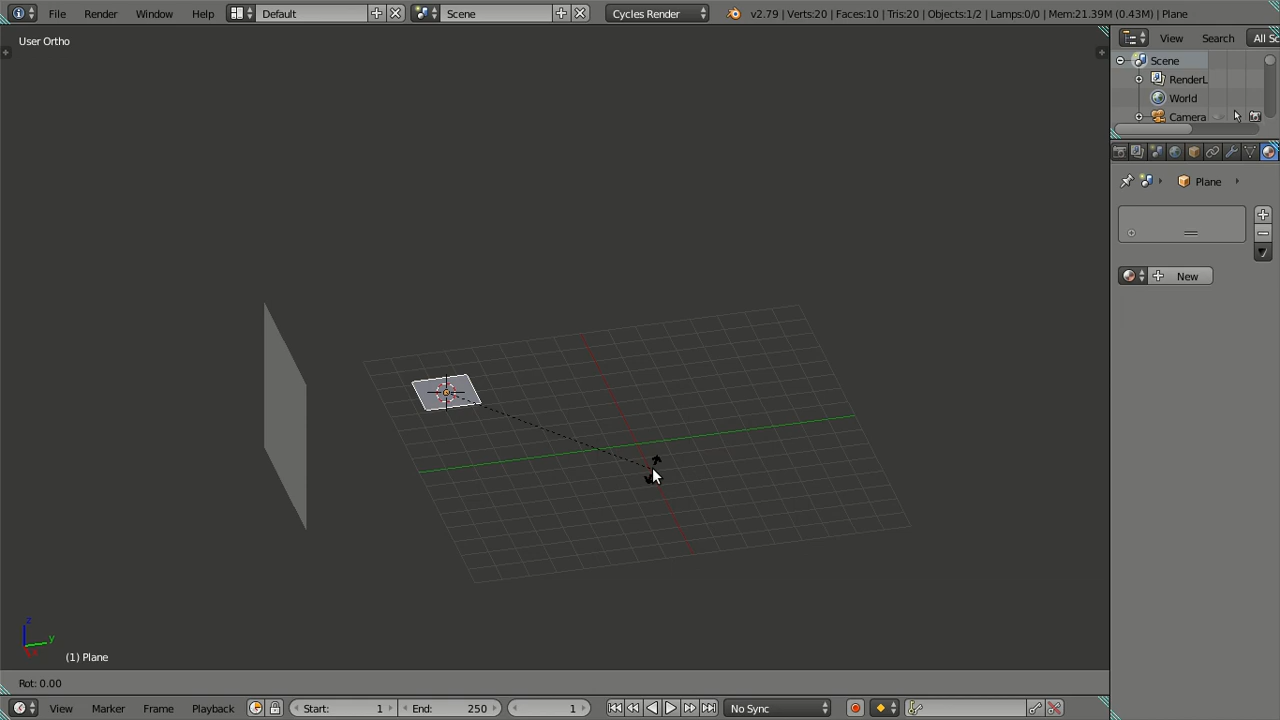 File Render Window Help Default Scene Cycles Render v2.79 | Verts:20 | Faces:10 | Tris:20 | Objects:1/2 | Lamps:0/0 | Mem:21.39M (0.43M) | Plane
User Ortho
View Search All Sc
Scene
RenderL
World
Camera
Plane
New
z
y
(1) Plane
Rot: 0.00
View Marker Frame Playback Start: 1 End: 250 1 No Sync